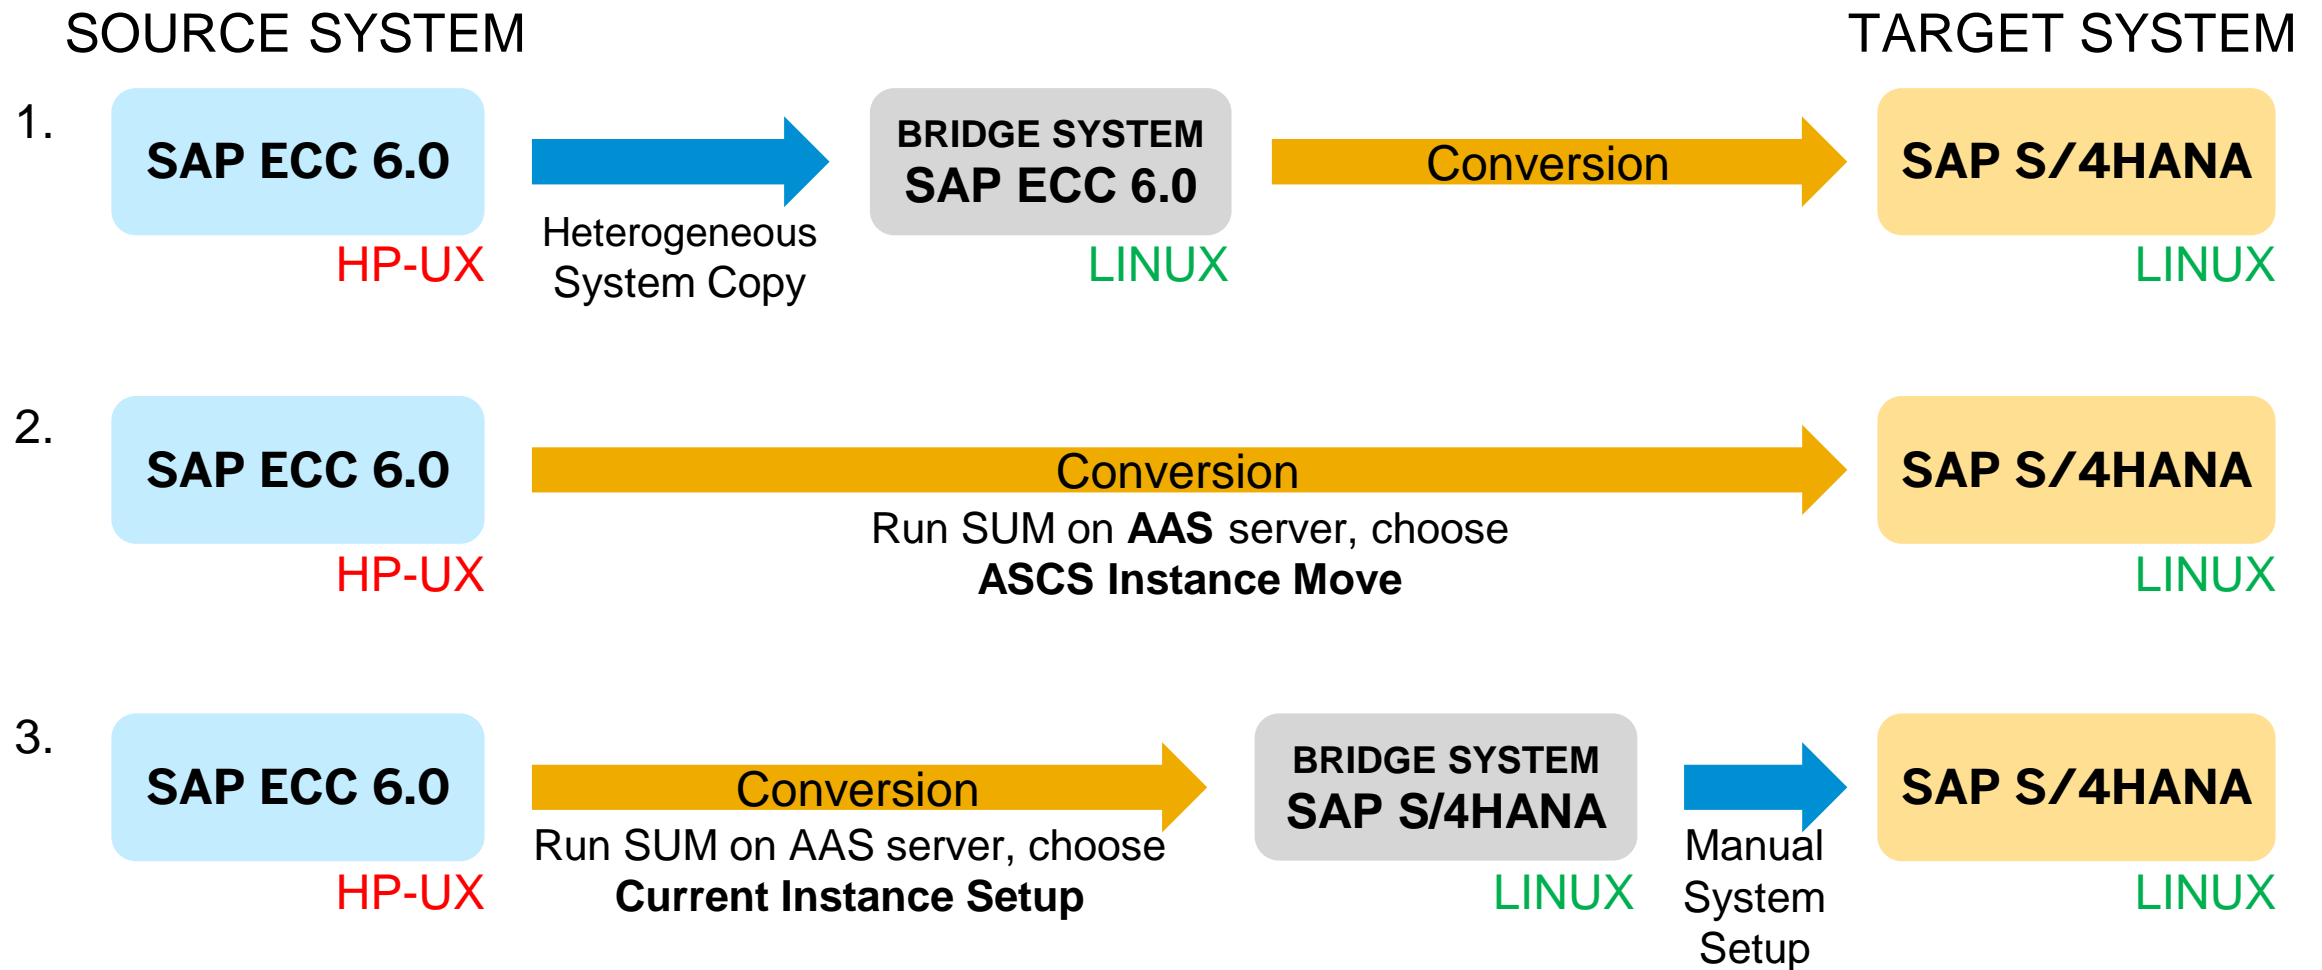 SOURCE SYSTEM
TARGET SYSTEM
1.
SAP ECC 6.0
HP-UX
Heterogeneous
System Copy
BRIDGE SYSTEM
SAP ECC 6.0
LINUX
Conversion
SAP S/4HANA
LINUX
2.
SAP ECC 6.0
HP-UX
Conversion
Run SUM on AAS server, choose
ASCS Instance Move
SAP S/4HANA
LINUX
3.
SAP ECC 6.0
HP-UX
Conversion
Run SUM on AAS server, choose
Current Instance Setup
BRIDGE SYSTEM
SAP S/4HANA
LINUX
Manual
System
Setup
SAP S/4HANA
LINUX